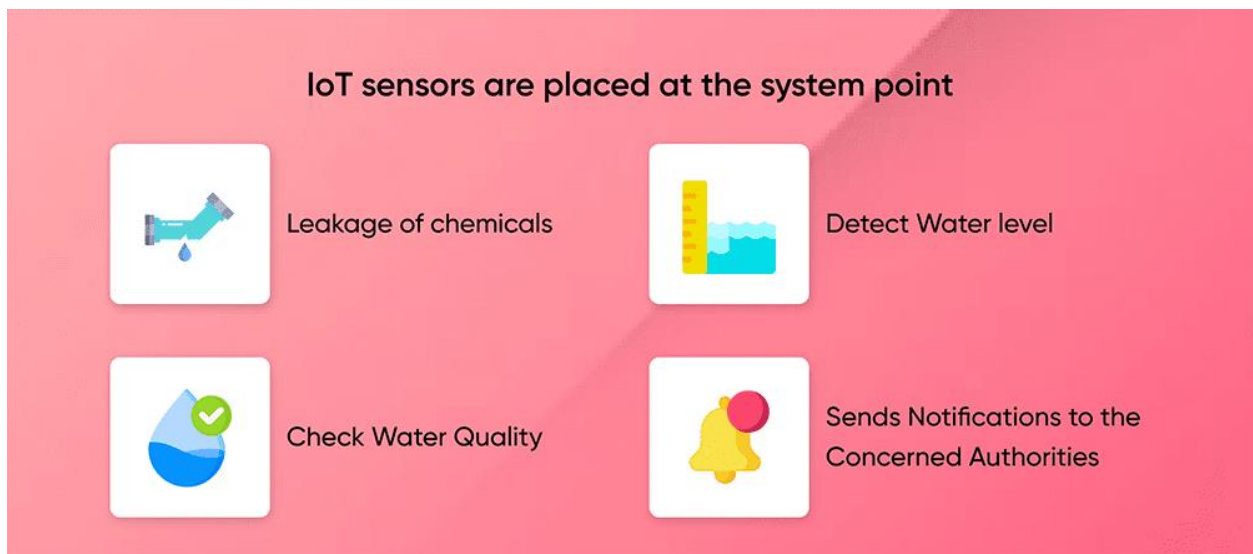 IoT sensors are placed at the system point
Leakage of chemicals
Detect Water level
Check Water Quality
Sends Notifications to the
Concerned Authorities